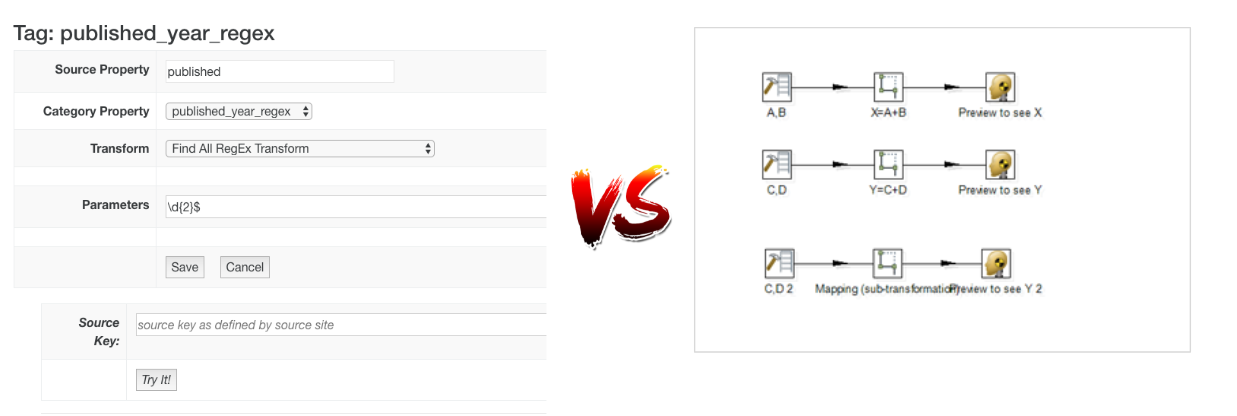 Tag: published_year_regex
Source Property published
Category Property published_year_regex
Transform Find All RegEx Transform
Parameters \d{2}$
Save Cancel
Source Key: source key as defined by source site
Try It!
VS
A,B X=A+B Preview to see X
C,D Y=C+D Preview to see Y
C,D 2 Mapping (sub-transformation) Preview to see Y 2